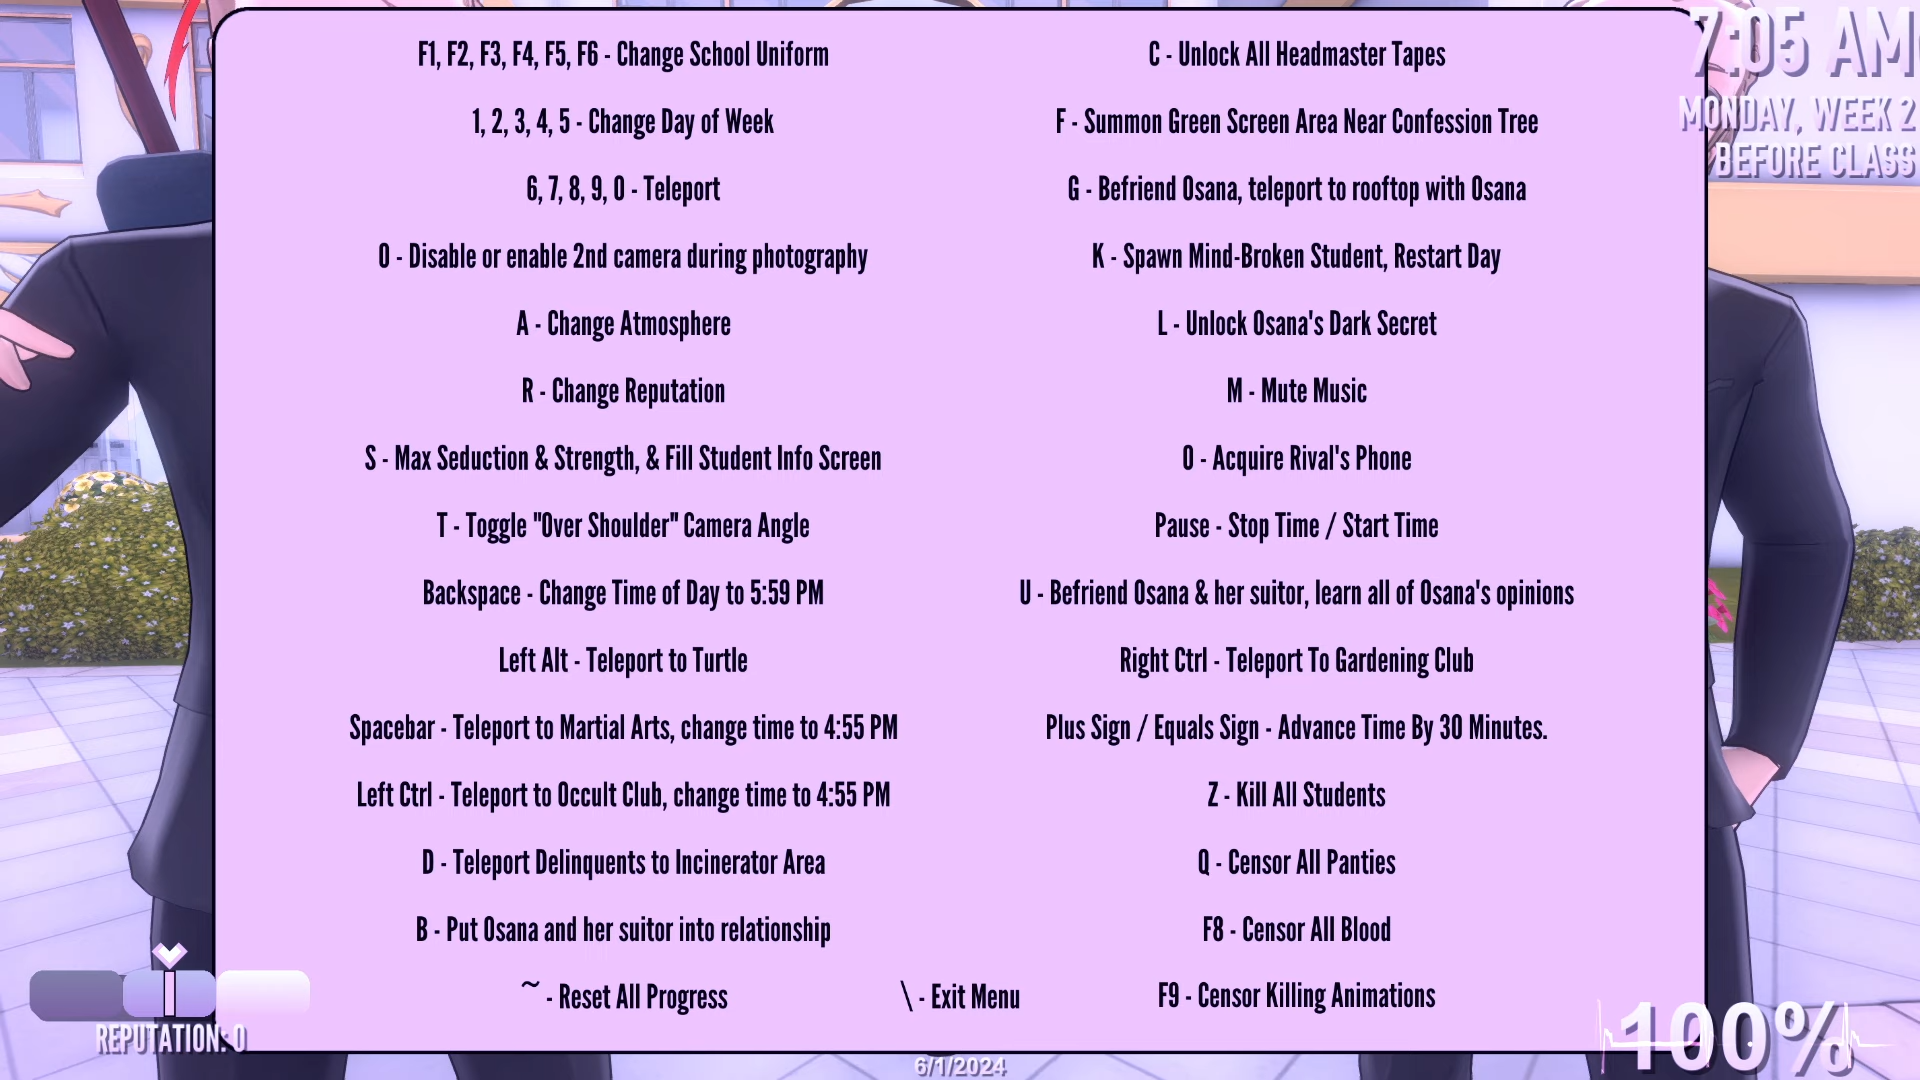 F1, F2, F3, F4, F5, F6 - Change School Uniform
1, 2, 3, 4, 5 - Change Day of Week
6, 7, 8, 9, 0 - Teleport
0 - Disable or enable 2nd camera during photography
A - Change Atmosphere
R - Change Reputation
S - Max Seduction & Strength, & Fill Student Info Screen
T - Toggle "Over Shoulder" Camera Angle
Backspace - Change Time of Day to 5:59 PM
Left Alt - Teleport to Turtle
Spacebar - Teleport to Martial Arts, change time to 4:55 PM
Left Ctrl - Teleport to Occult Club, change time to 4:55 PM
D - Teleport Delinquents to Incinerator Area
B - Put Osana and her suitor into relationship
~ - Reset All Progress
\ - Exit Menu
C - Unlock All Headmaster Tapes
F - Summon Green Screen Area Near Confession Tree
G - Befriend Osana, teleport to rooftop with Osana
K - Spawn Mind-Broken Student, Restart Day
L - Unlock Osana's Dark Secret
M - Mute Music
O - Acquire Rival's Phone
Pause - Stop Time / Start Time
U - Befriend Osana & her suitor, learn all of Osana's opinions
Right Ctrl - Teleport To Gardening Club
Plus Sign / Equals Sign - Advance Time By 30 Minutes.
Z - Kill All Students
Q - Censor All Panties
F8 - Censor All Blood
F9 - Censor Killing Animations
7:05 AM
MONDAY, WEEK 2
BEFORE CLASS
REPUTATION: 0
6/1/2024
100%